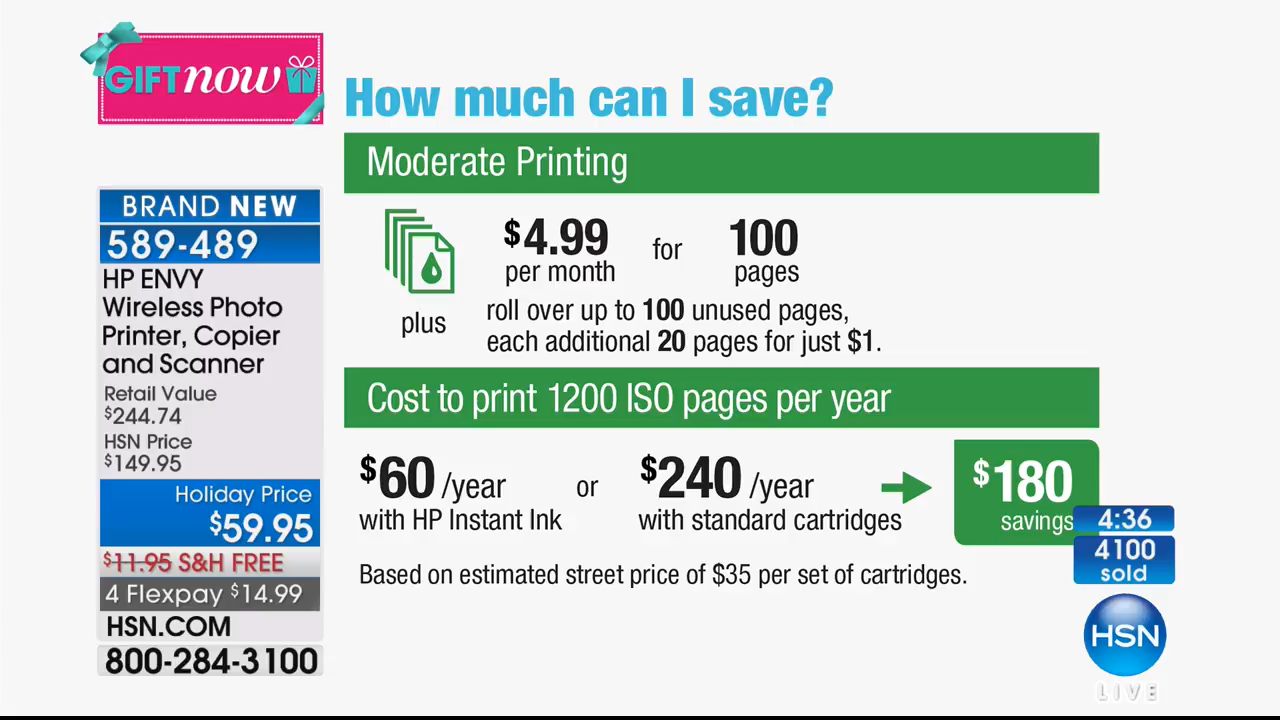 GIFT now
How much can I save?
Moderate Printing
BRAND NEW
589-489
HP ENVY
Wireless Photo
Printer, Copier
and Scanner
Retail Value
$244.74
HSN Price
$149.95
Holiday Price
$59.95
$11.95 S&H FREE
4 Flexpay $14.99
HSN.COM
800-284-3100
$4.99
per month
for
100
pages
plus
roll over up to 100 unused pages,
each additional 20 pages for just $1.
Cost to print 1200 ISO pages per year
$60 /year
with HP Instant Ink
or
$240 /year
with standard cartridges
$180
savings
Based on estimated street price of $35 per set of cartridges.
4:36
4100
sold
HSN
LIVE